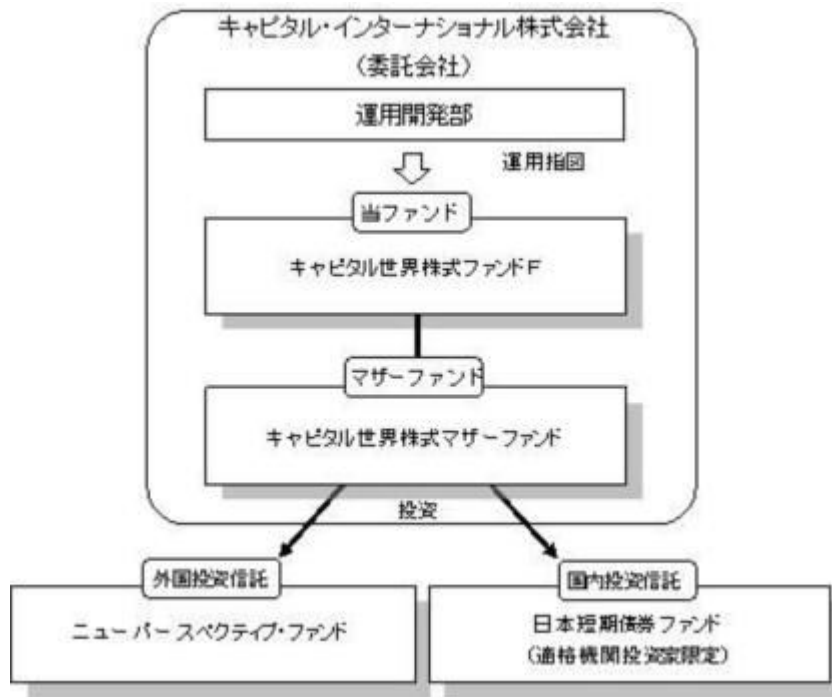 キャピタル・インターナショナル株式会社
（委託会社）
運用開発部
運用指図
当ファンド
キャピタル世界株式ファンドF
マザーファンド
キャピタル世界株式マザーファンド
投資
外国投資信託
ニューパースペクティブ・ファンド
国内投資信託
日本短期債券ファンド
（適格機関投資家限定）